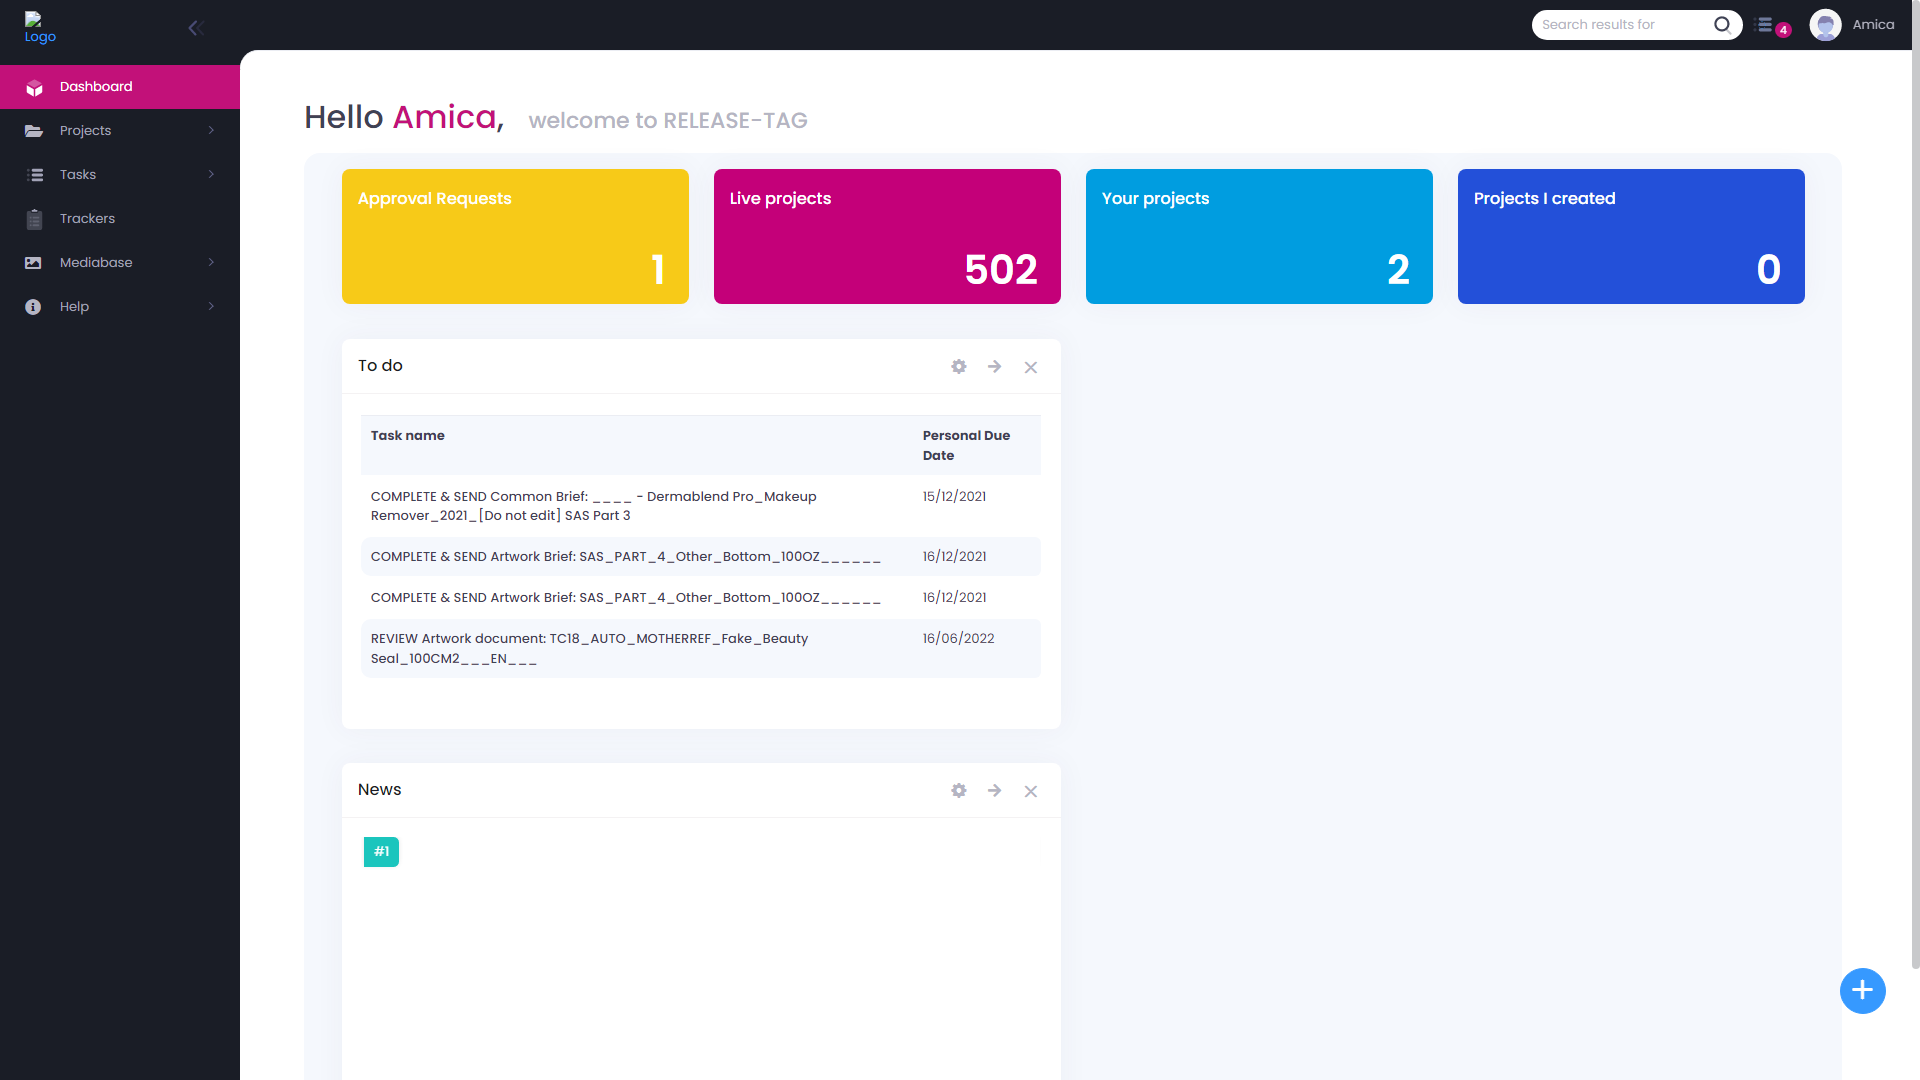 Logo
Search results for
4
Amica
Dashboard
Projects
Tasks
Trackers
Mediabase
Help
Hello Amica, welcome to RELEASE-TAG
Approval Requests
1
Live projects
502
Your projects
2
Projects I created
0
To do
Task name
Personal Due
Date
COMPLETE & SEND Common Brief: ____ - Dermablend Pro_Makeup
Remover_2021_[Do not edit] SAS Part 3
15/12/2021
COMPLETE & SEND Artwork Brief: SAS_PART_4_Other_Bottom_100OZ______
16/12/2021
COMPLETE & SEND Artwork Brief: SAS_PART_4_Other_Bottom_100OZ______
16/12/2021
REVIEW Artwork document: TC18_AUTO_MOTHERREF_Fake_Beauty
Seal_100CM2___EN___
16/06/2022
News
#1